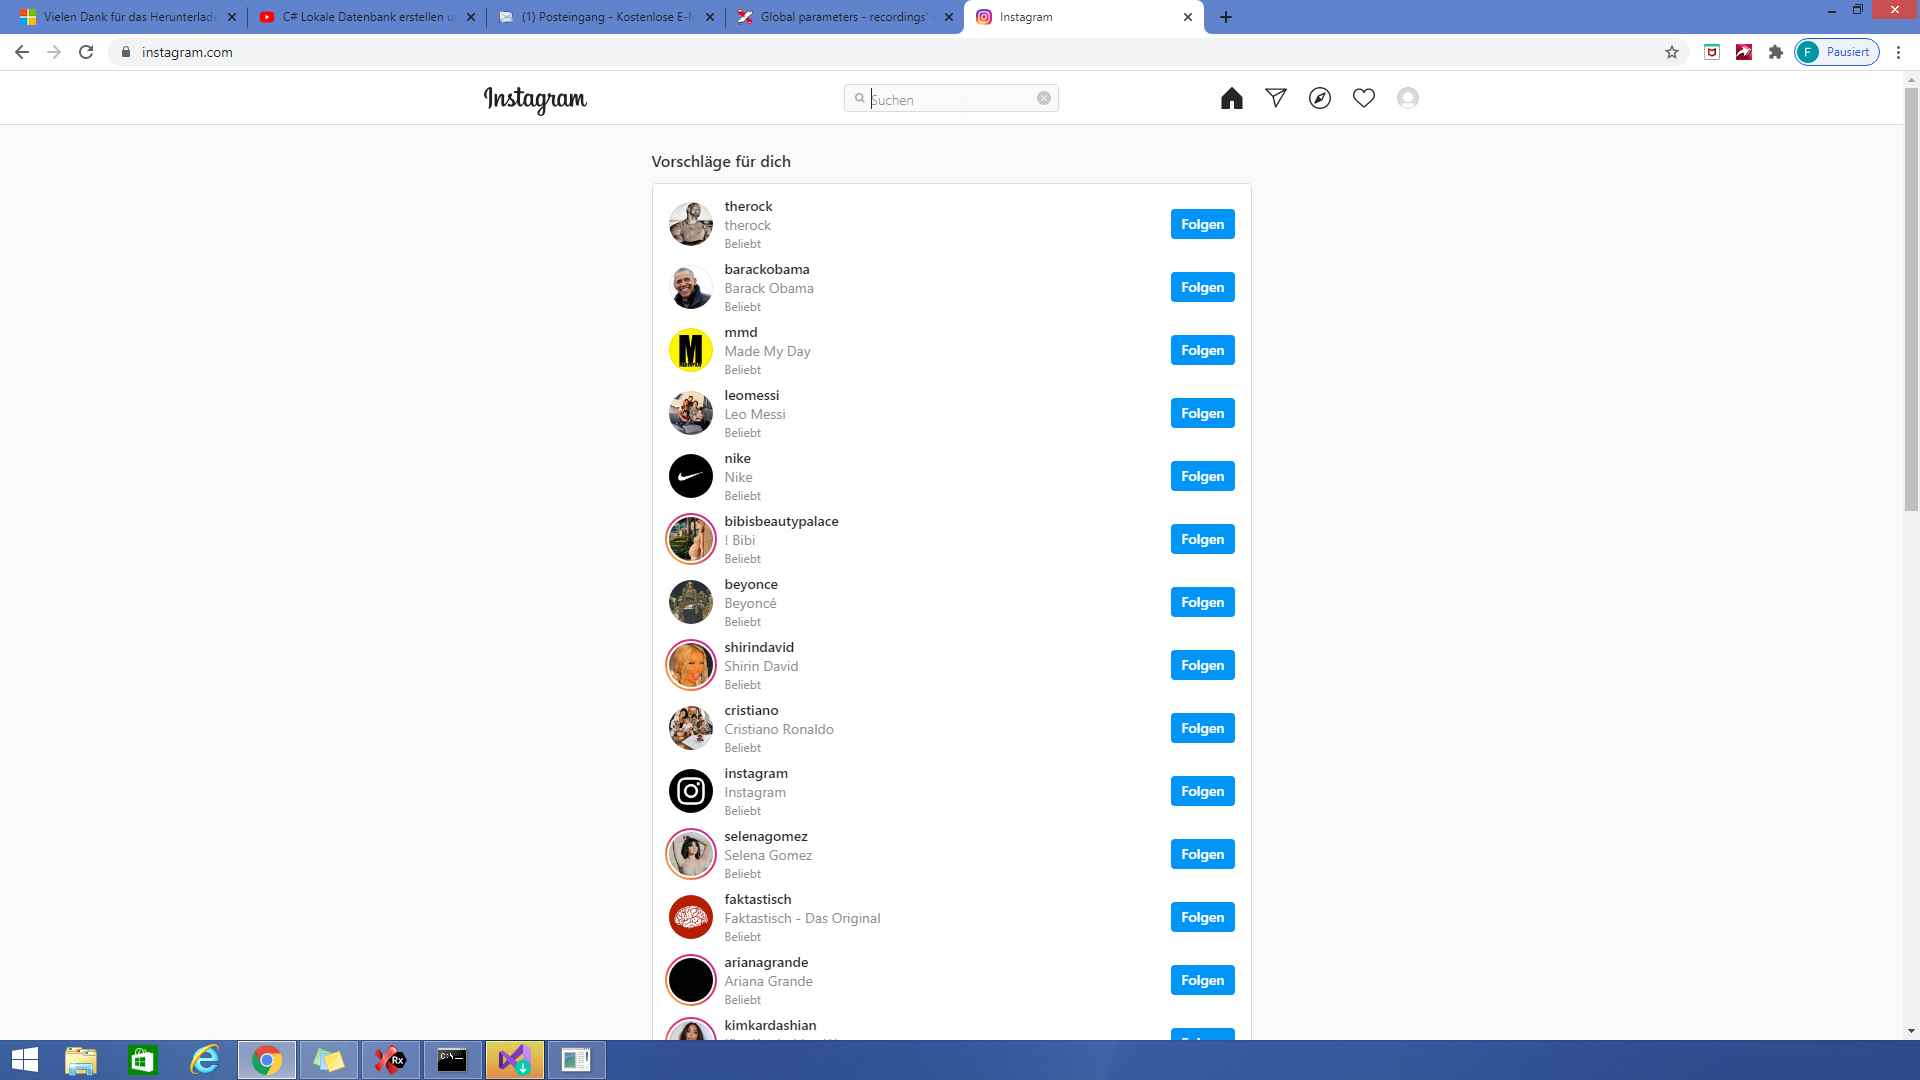 Vielen Dank für das Herunterlade
C# Lokale Datenbank erstellen u
(1) Posteingang - Kostenlose E-M
Global parameters - recordings'
Instagram
instagram.com
F Pausiert
Instagram
Suchen
Vorschläge für dich
therock
therock
Beliebt
Folgen
barackobama
Barack Obama
Beliebt
Folgen
mmd
Made My Day
Beliebt
Folgen
leomessi
Leo Messi
Beliebt
Folgen
nike
Nike
Beliebt
Folgen
bibisbeautypalace
! Bibi
Beliebt
Folgen
beyonce
Beyoncé
Beliebt
Folgen
shirindavid
Shirin David
Beliebt
Folgen
cristiano
Cristiano Ronaldo
Beliebt
Folgen
instagram
Instagram
Beliebt
Folgen
selenagomez
Selena Gomez
Beliebt
Folgen
faktastisch
Faktastisch - Das Original
Beliebt
Folgen
arianagrande
Ariana Grande
Beliebt
Folgen
kimkardashian